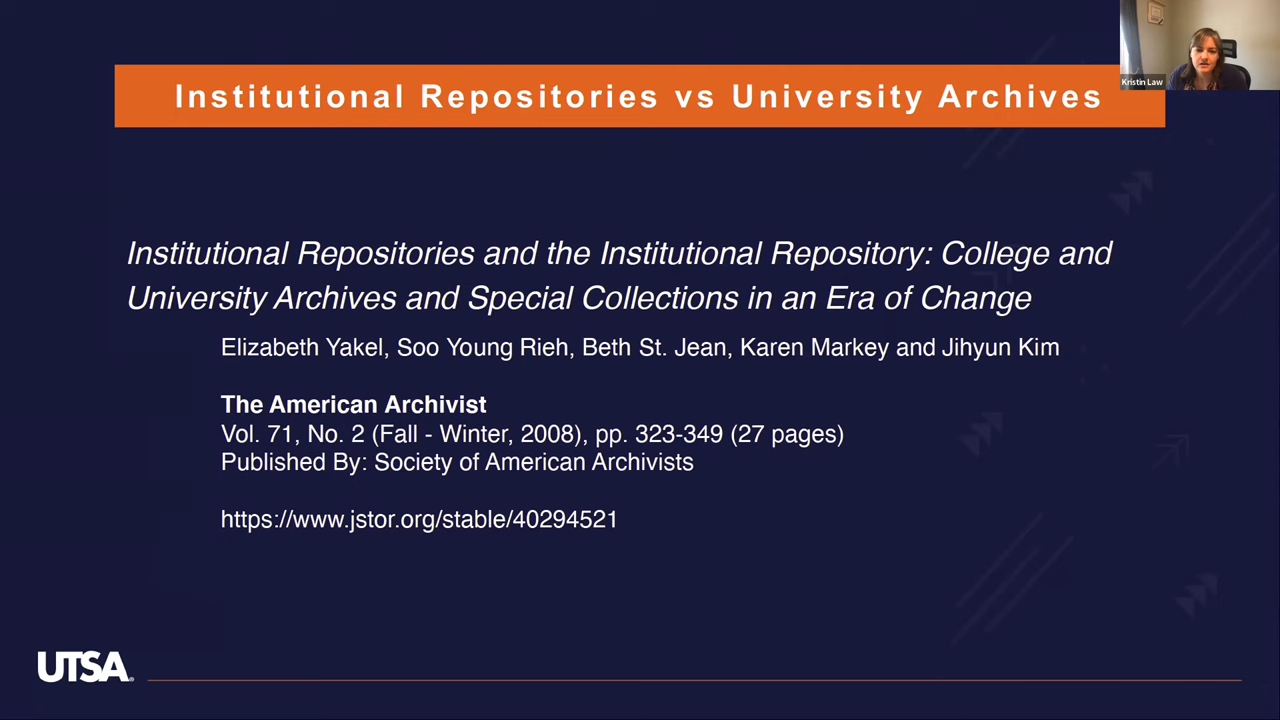 Institutional Repositories vs University Archives
Kristin Law
Institutional Repositories and the Institutional Repository: College and
University Archives and Special Collections in an Era of Change
Elizabeth Yakel, Soo Young Rieh, Beth St. Jean, Karen Markey and Jihyun Kim
The American Archivist
Vol. 71, No. 2 (Fall - Winter, 2008), pp. 323-349 (27 pages)
Published By: Society of American Archivists
https://www.jstor.org/stable/40294521
UTSA®